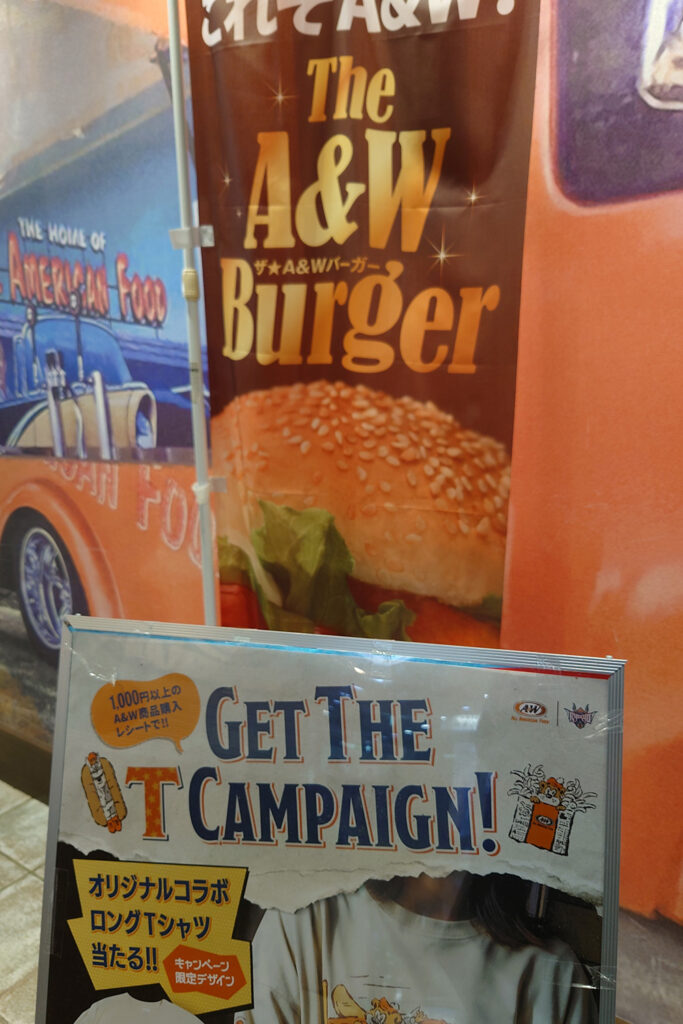 これぞA&W!
The
A&W
ザ★A&Wバーガー
Burger
THE HOME OF
AMERICAN FOOD
1,000円以上の
A&W商品購入
レシートで!!
GET THE
T CAMPAIGN!
A&W
All American Food
オリジナルコラボ
ロングTシャツ
当たる!!
キャンペーン
限定デザイン